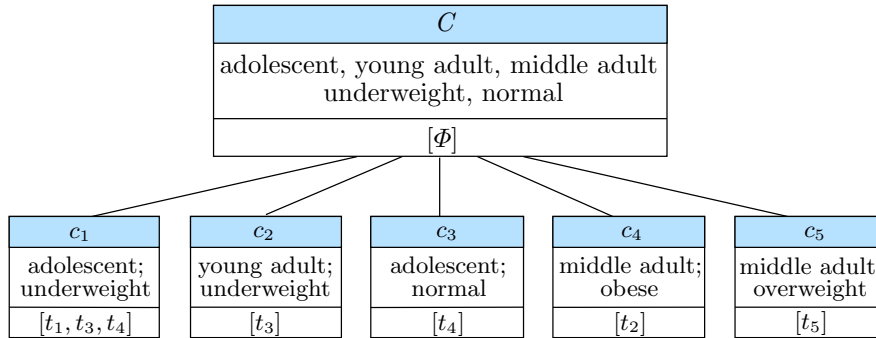 C
adolescent, young adult, middle adult
underweight, normal
[Φ]
c₁
adolescent;
underweight
[t₁, t₃, t₄]
c₂
young adult;
underweight
[t₃]
c₃
adolescent;
normal
[t₄]
c₄
middle adult;
obese
[t₂]
c₅
middle adult
overweight
[t₅]